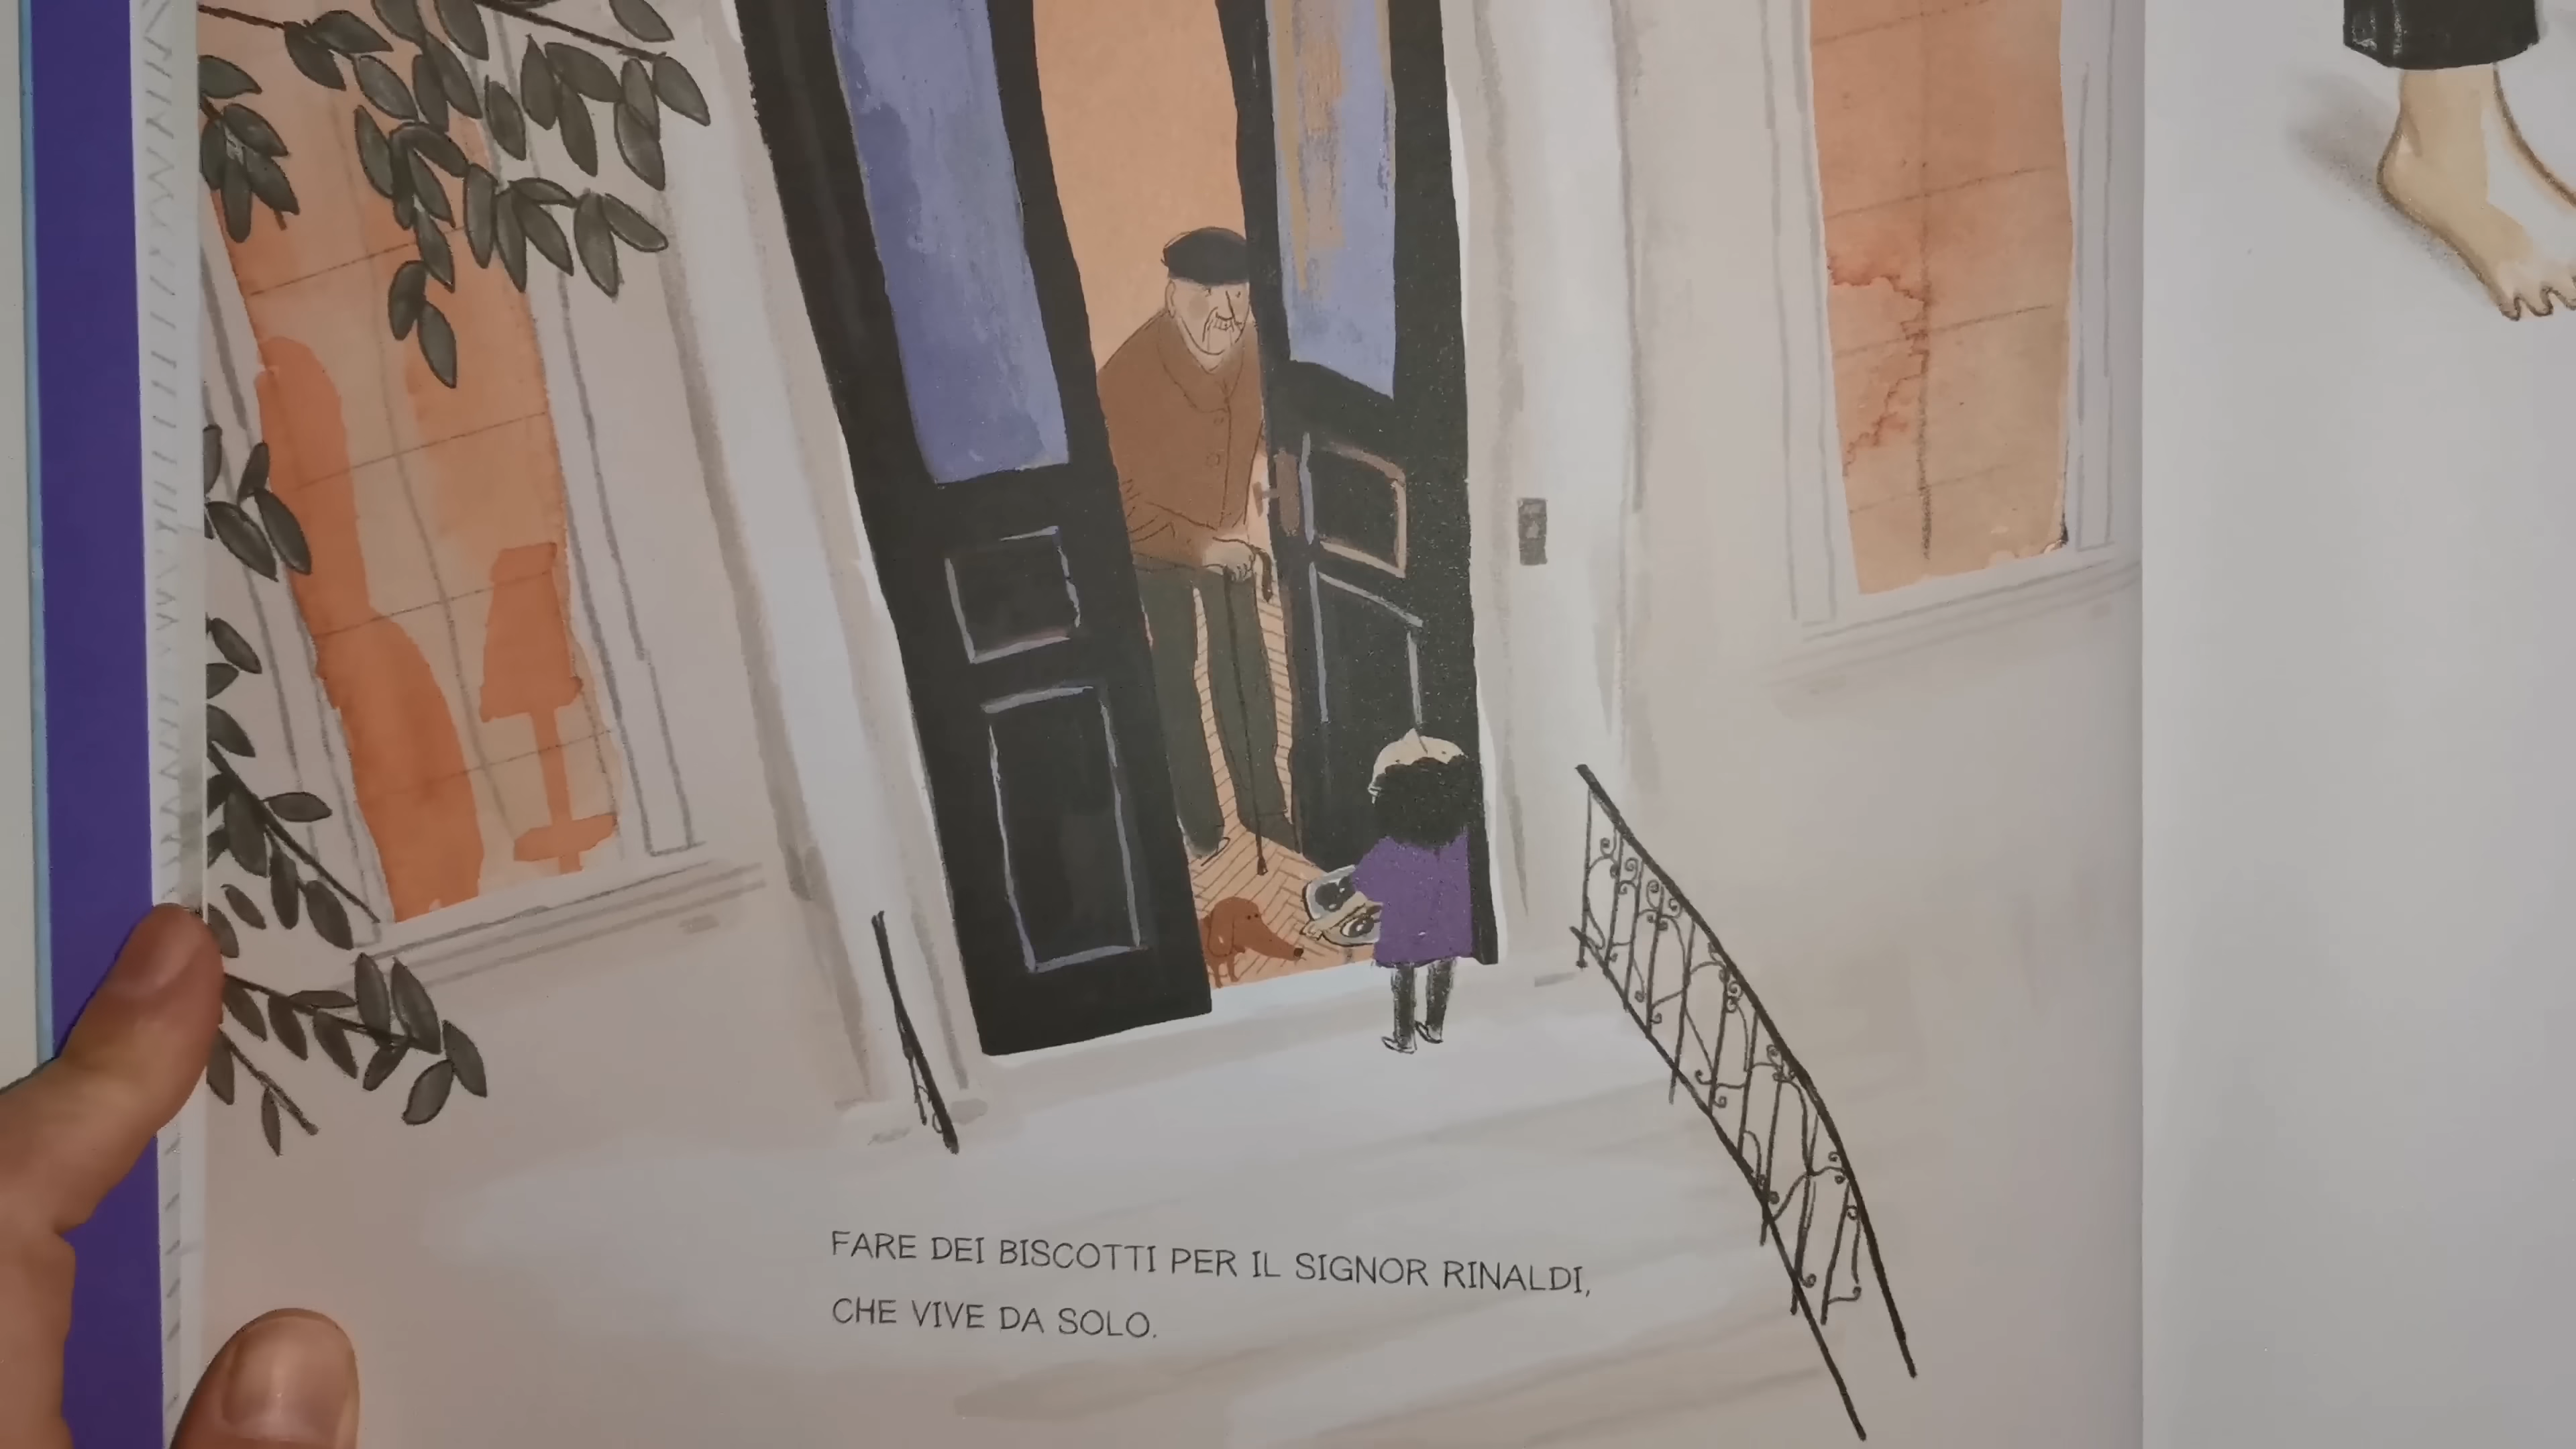 FARE DEI BISCOTTI PER IL SIGNOR RINALDI,
CHE VIVE DA SOLO.